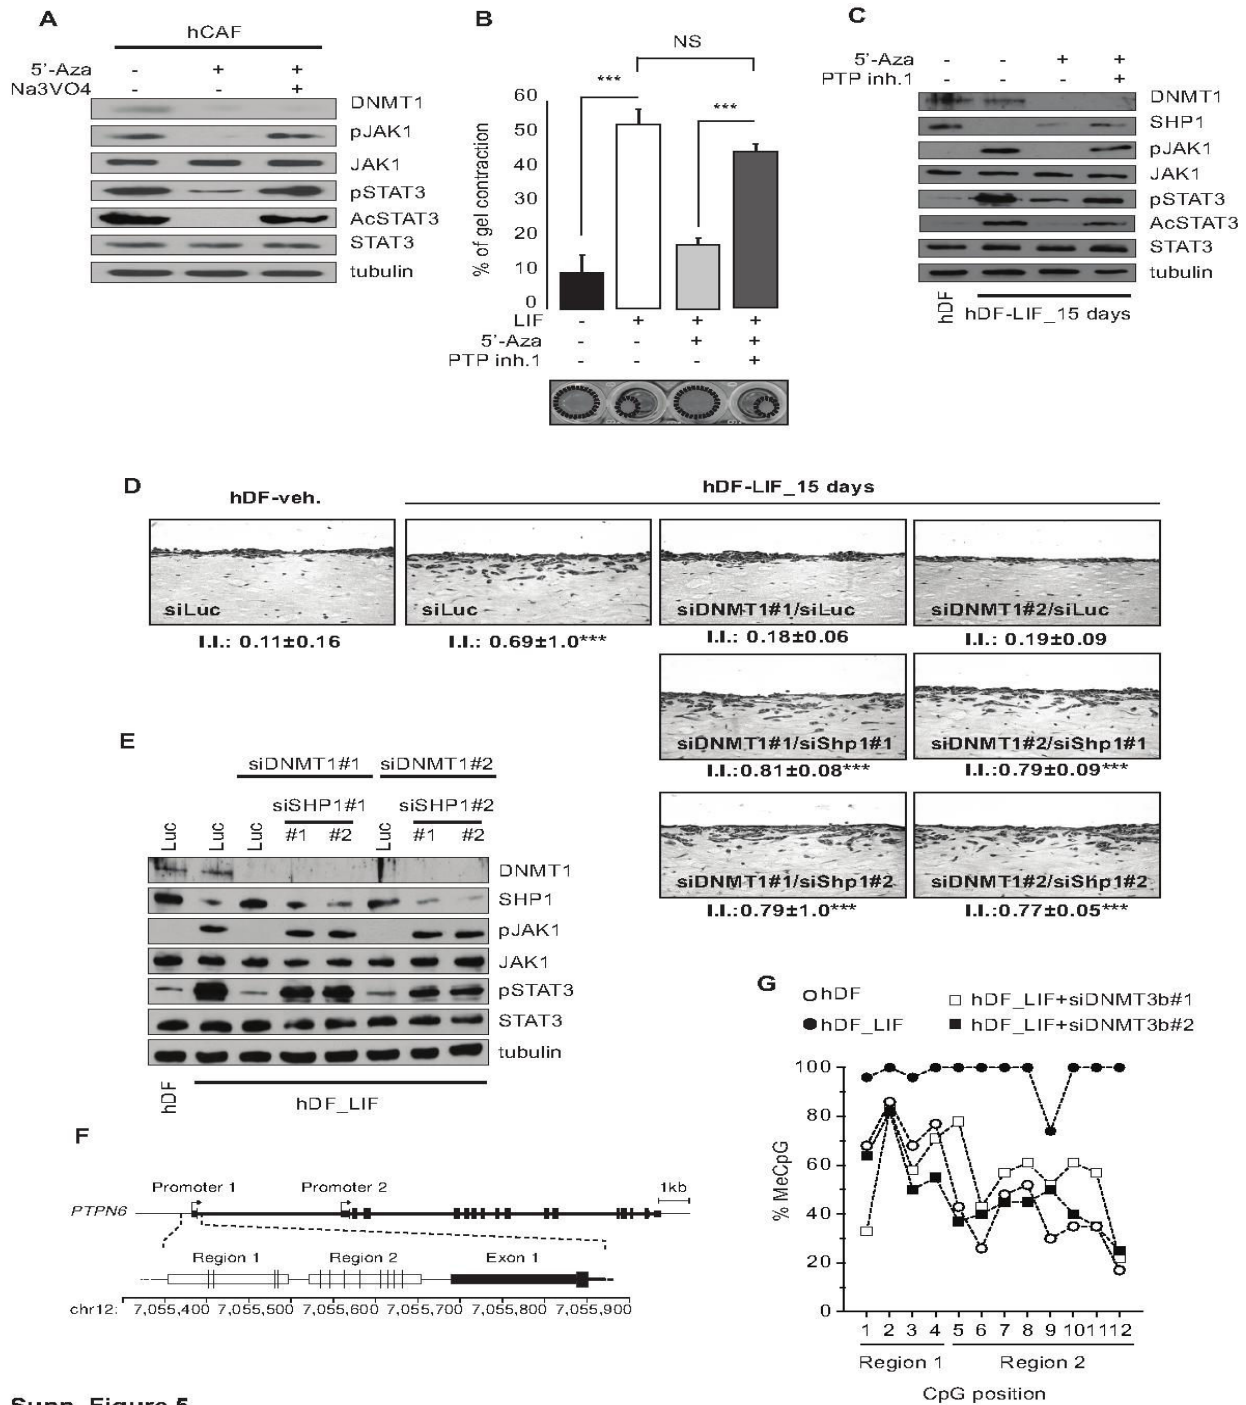 A
hCAF
5'-Aza - + +
Na3VO4 - - +
DNMT1
pJAK1
JAK1
pSTAT3
AcSTAT3
STAT3
tubulin
B
NS
***
***
% of gel contraction
60
50
40
30
20
10
0
LIF - + + +
5'-Aza - - + +
PTP inh.1 - - - +
C
5'-Aza - - + +
PTP inh.1 - - - +
DNMT1
SHP1
pJAK1
JAK1
pSTAT3
AcSTAT3
STAT3
tubulin
hDF
hDF-LIF_15 days
D
hDF-veh.
hDF-LIF_15 days
siLuc
I.I.: 0.11±0.16
siLuc
I.I.: 0.69±1.0***
siDNMT1#1/siLuc
I.I.: 0.18±0.06
siDNMT1#2/siLuc
I.I.: 0.19±0.09
siDNMT1#1/siShp1#1
I.I.:0.81±0.08***
siDNMT1#2/siShp1#1
I.I.:0.79±0.09***
siDNMT1#1/siShp1#2
I.I.:0.79±1.0***
siDNMT1#2/siShp1#2
I.I.:0.77±0.05***
E
siDNMT1#1 siDNMT1#2
siSHP1#1 siSHP1#2
Luc Luc Luc #1 #2 Luc #1 #2
DNMT1
SHP1
pJAK1
JAK1
pSTAT3
STAT3
tubulin
hDF
hDF_LIF
F
Promoter 1 Promoter 2 1kb
PTPN6
Region 1 Region 2 Exon 1
chr12: 7,055,400 7,055,500 7,055,600 7,055,700 7,055,800 7,055,900
G
hDF
hDF_LIF
hDF_LIF+siDNMT3b#1
hDF_LIF+siDNMT3b#2
% MeCpG
100
80
60
40
20
0
1 2 3 4 5 6 7 8 9 10 11 12
Region 1 Region 2
CpG position
Supp. Figure 5